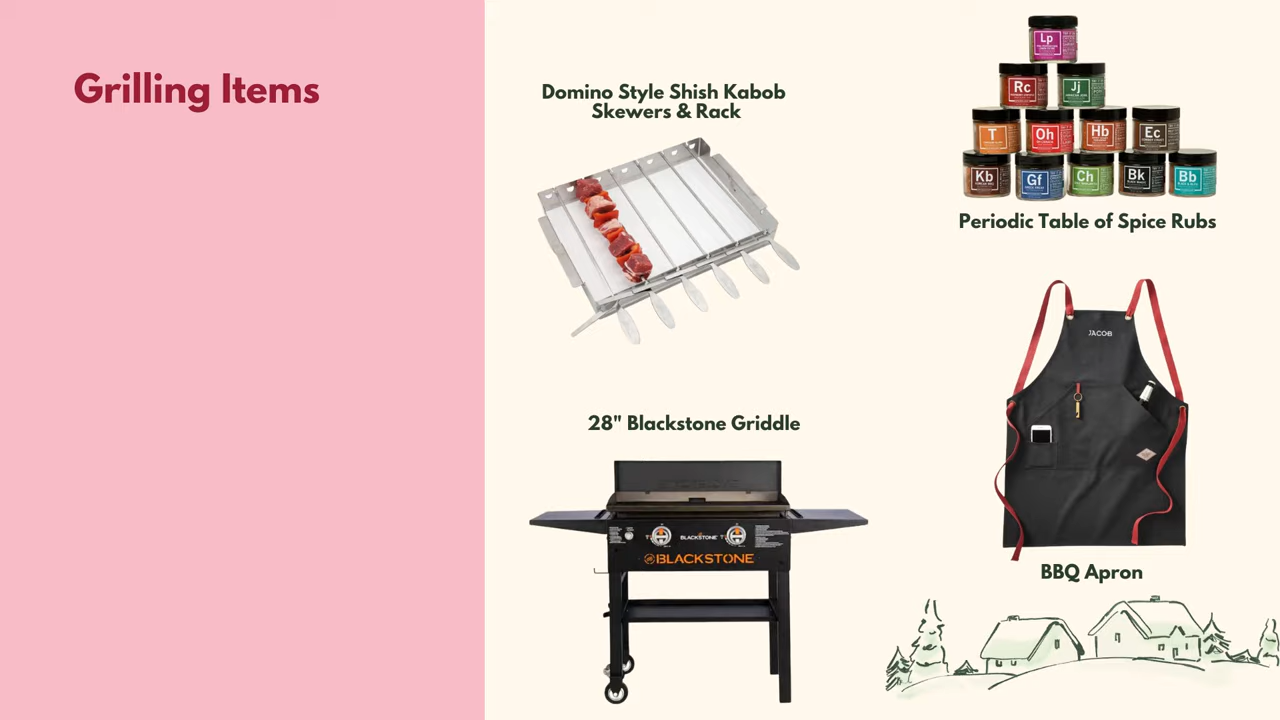 Grilling Items
Domino Style Shish Kabob
Skewers & Rack
Lp
Rc
Jj
T
Oh
Hb
Ec
Kb
Gf
Ch
Bk
Bb
Periodic Table of Spice Rubs
JACOB
28" Blackstone Griddle
BLACKSTONE
BLACKSTONE
BBQ Apron